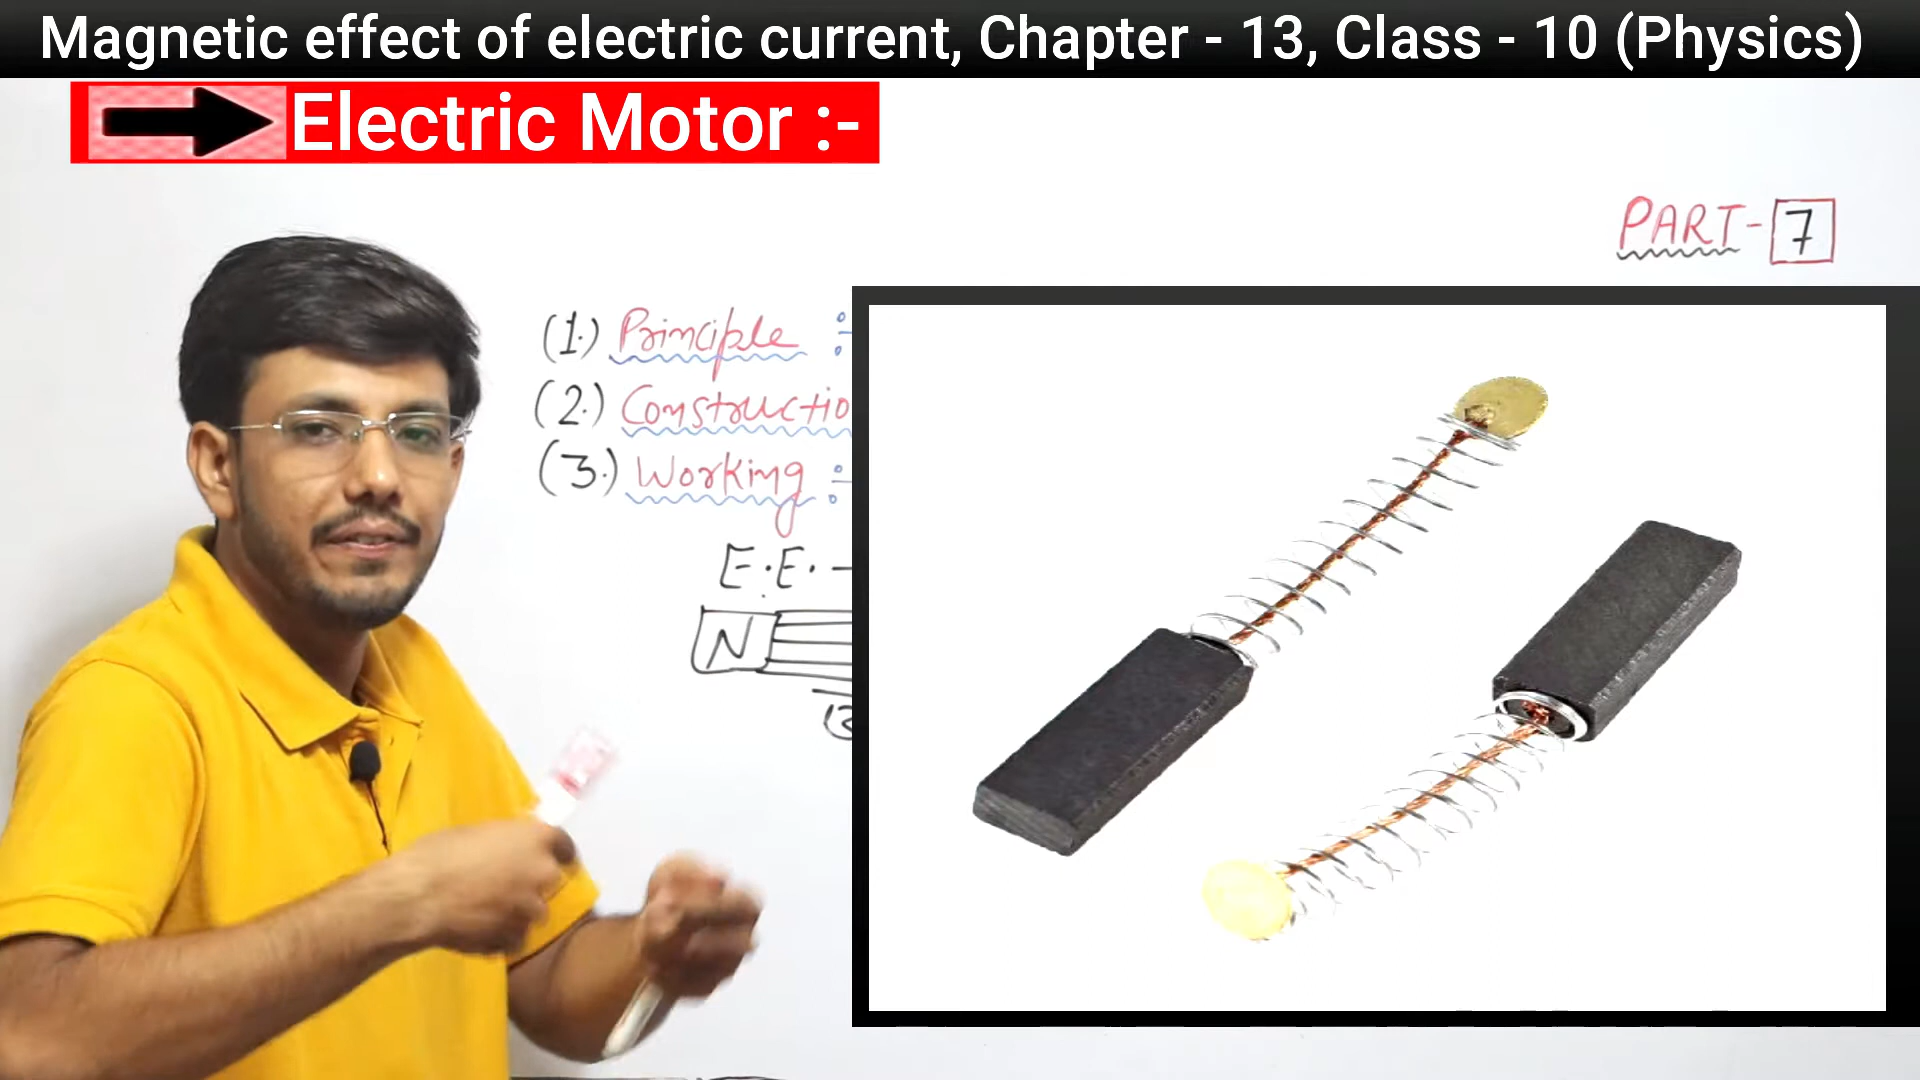 Magnetic effect of electric current, Chapter - 13, Class - 10 (Physics)
Electric Motor :-
PART-7
(1.) Principle :
(2.) Constructio
(3.) Working :
E.E. -
N